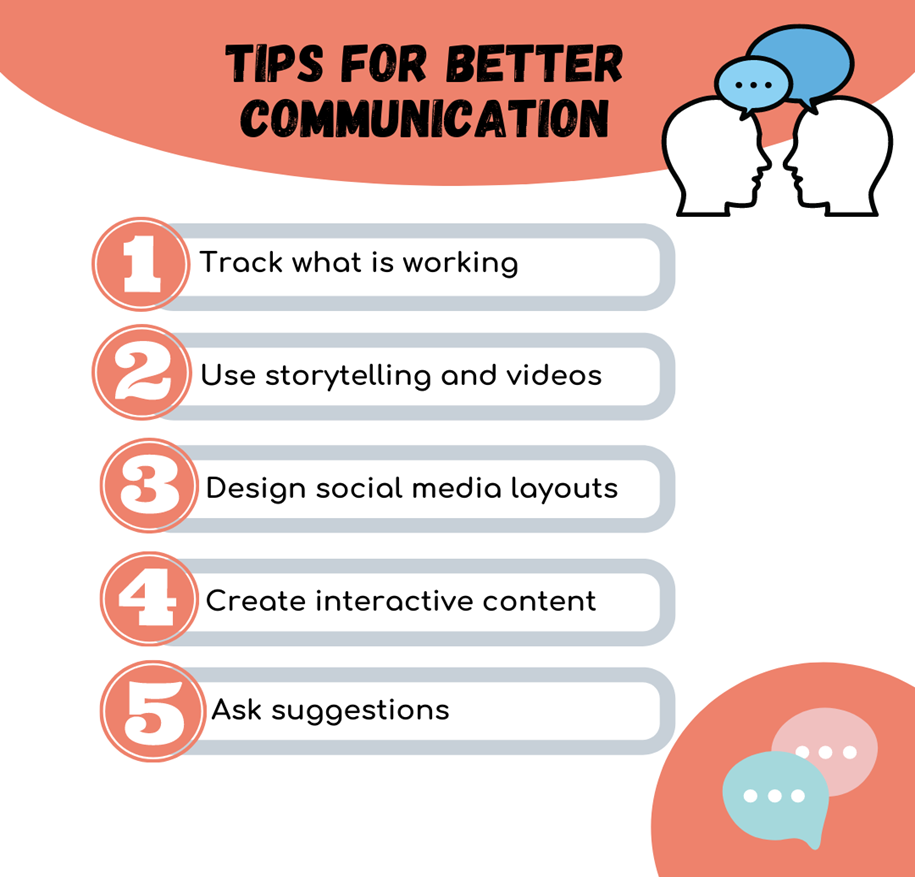 TIPS FOR BETTER
COMMUNICATION
1 Track what is working
2 Use storytelling and videos
3 Design social media layouts
4 Create interactive content
5 Ask suggestions